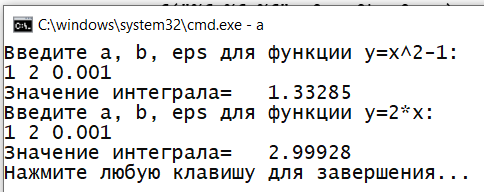 C:\windows\system32\cmd.exe - a
Введите a, b, eps для функции y=x^2-1:
1 2 0.001
Значение интеграла=   1.33285
Введите a, b, eps для функции y=2*x:
1 2 0.001
Значение интеграла=   2.99928
Нажмите любую клавишу для завершения...